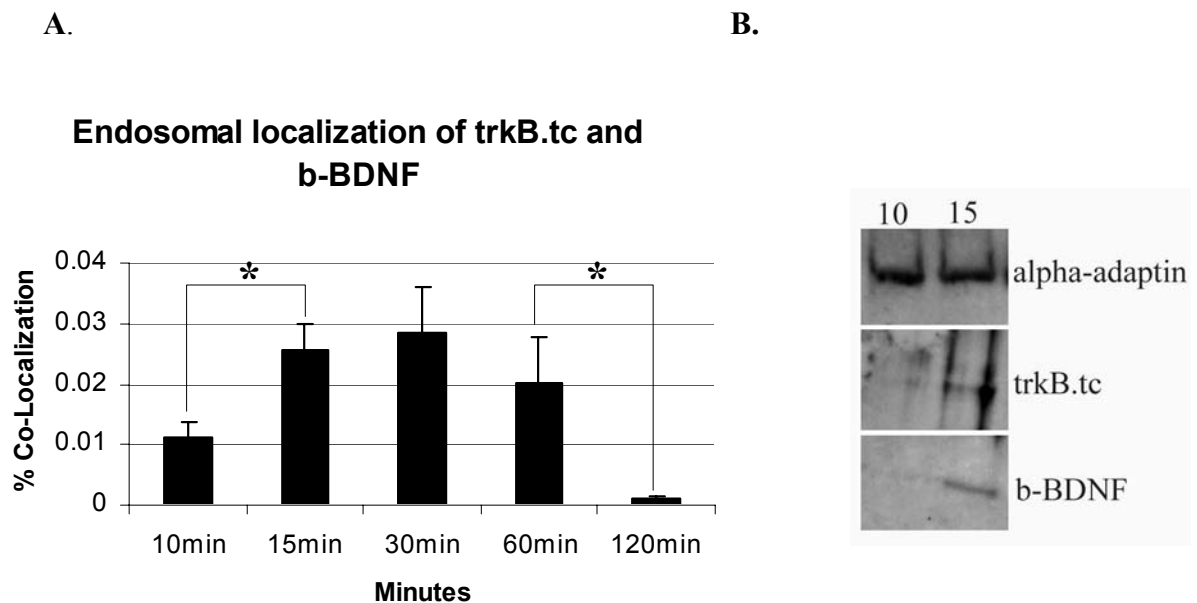 A.
B.
Endosomal localization of trkB.tc and
b-BDNF
% Co-Localization
0.04
0.03
0.02
0.01
0
*
*
10min
15min
30min
60min
120min
Minutes
10
15
alpha-adaptin
trkB.tc
b-BDNF